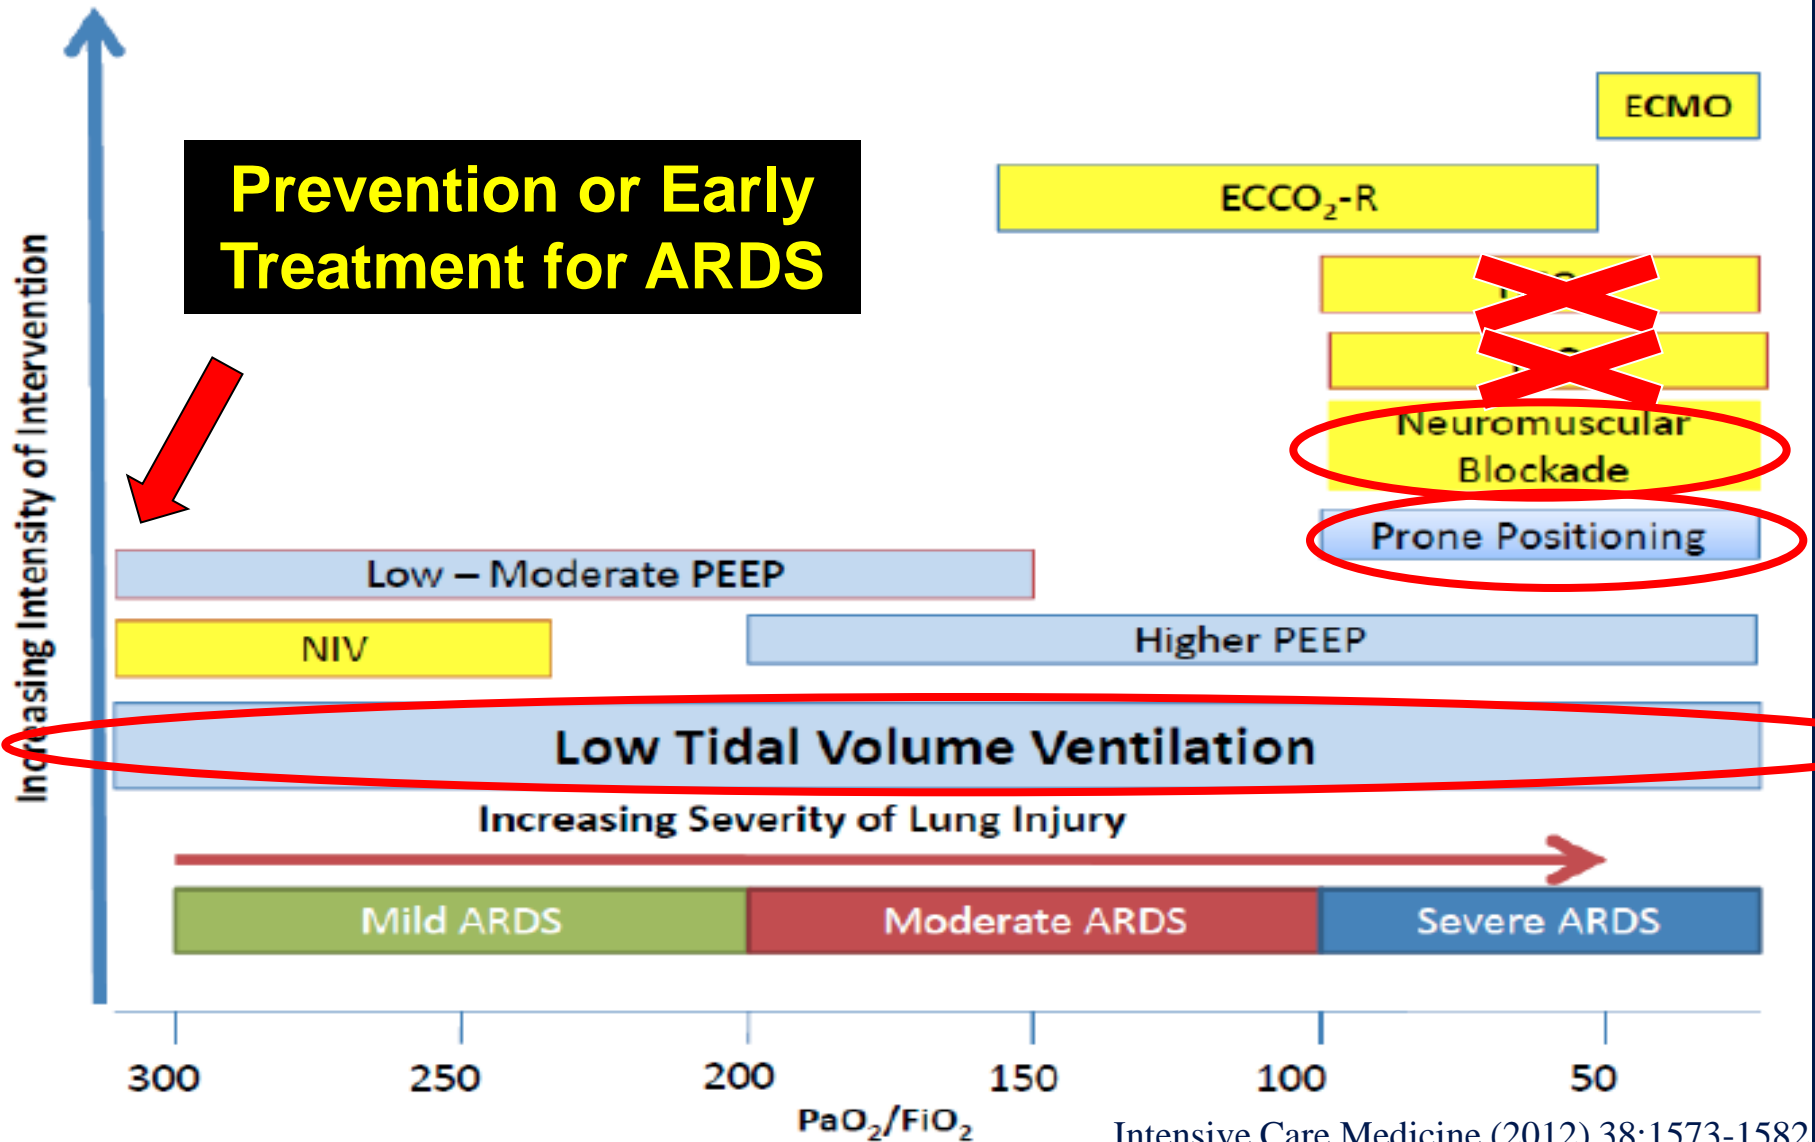 ECMO
Prevention or Early
Treatment for ARDS
ECCO₂-R
Neuromuscular
Blockade
Prone Positioning
Low – Moderate PEEP
NIV
Higher PEEP
Low Tidal Volume Ventilation
Increasing Intensity of Intervention
Increasing Severity of Lung Injury
Mild ARDS
Moderate ARDS
Severe ARDS
300
250
200
150
100
50
PaO₂/FiO₂
Intensive Care Medicine (2012) 38:1573-1582